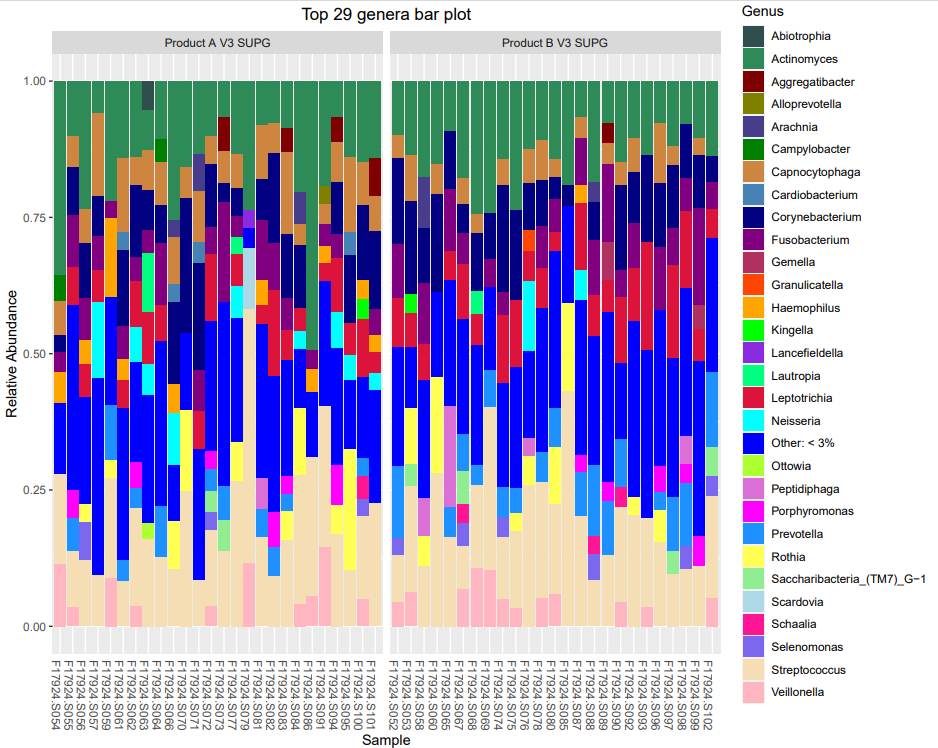 Top 29 genera bar plot
Product A V3 SUPG
Product B V3 SUPG
Relative Abundance
1.00
0.75
0.50
0.25
0.00
F17924.S054
F17924.S055
F17924.S056
F17924.S057
F17924.S059
F17924.S061
F17924.S062
F17924.S063
F17924.S064
F17924.S066
F17924.S070
F17924.S071
F17924.S072
F17924.S073
F17924.S077
F17924.S079
F17924.S081
F17924.S082
F17924.S083
F17924.S084
F17924.S086
F17924.S091
F17924.S094
F17924.S095
F17924.S100
F17924.S101
F17924.S052
F17924.S053
F17924.S058
F17924.S060
F17924.S065
F17924.S067
F17924.S068
F17924.S069
F17924.S074
F17924.S075
F17924.S076
F17924.S078
F17924.S080
F17924.S085
F17924.S087
F17924.S088
F17924.S089
F17924.S090
F17924.S092
F17924.S093
F17924.S096
F17924.S097
F17924.S098
F17924.S099
F17924.S102
Sample
Genus
Abiotrophia
Actinomyces
Aggregatibacter
Alloprevotella
Arachnia
Campylobacter
Capnocytophaga
Cardiobacterium
Corynebacterium
Fusobacterium
Gemella
Granulicatella
Haemophilus
Kingella
Lancefieldella
Lautropia
Leptotrichia
Neisseria
Other: < 3%
Ottowia
Peptidiphaga
Porphyromonas
Prevotella
Rothia
Saccharibacteria_(TM7)_G−1
Scardovia
Schaalia
Selenomonas
Streptococcus
Veillonella